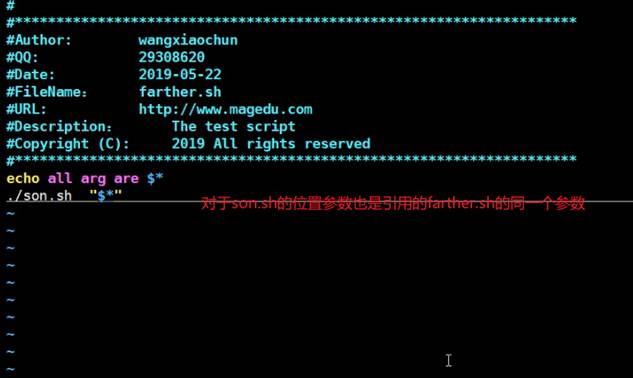 #
#********************************************************************
#Author: wangxiaochun
#QQ: 29308620
#Date: 2019-05-22
#FileName： farther.sh
#URL: http://www.magedu.com
#Description： The test script
#Copyright (C): 2019 All rights reserved
#********************************************************************
echo all arg are $*
./son.sh "$*" 对于son.sh的位置参数也是引用的farther.sh的同一个参数
~
~
~
~
~
~
~
~
~
~